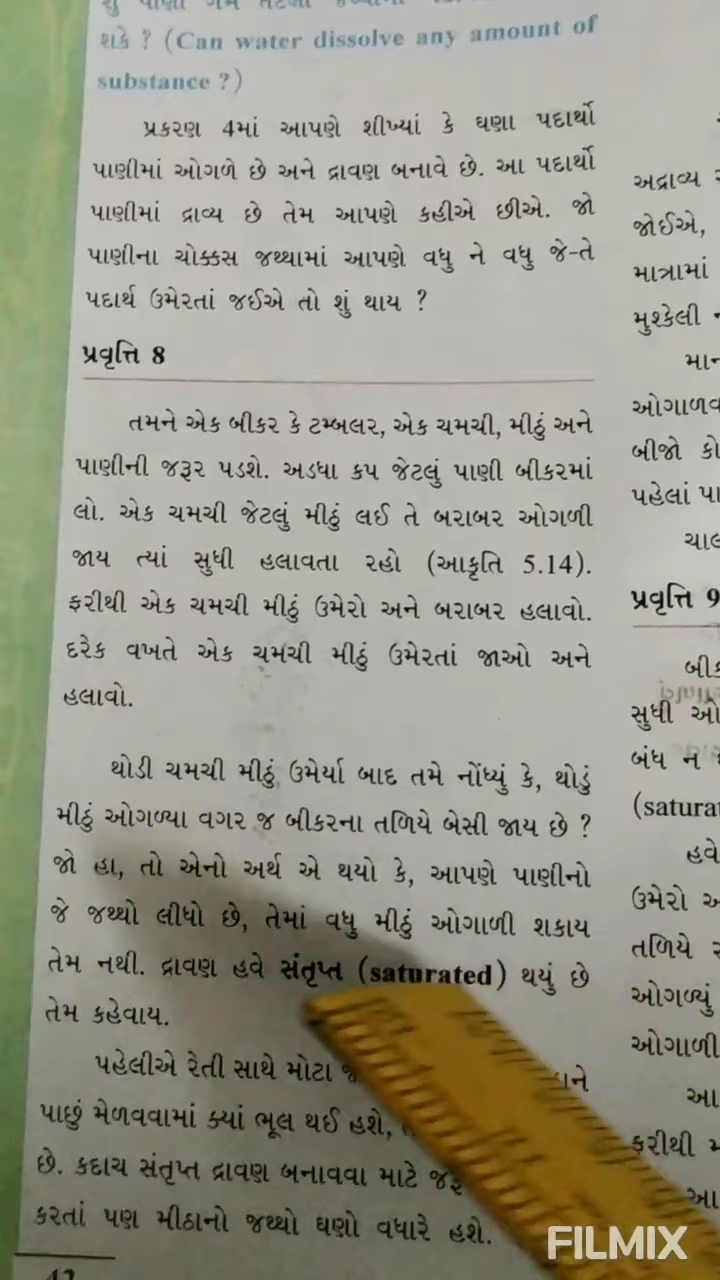 શકે ? (Can water dissolve any amount of
substance ?)
પ્રકરણ 4માં આપણે શીખ્યાં કે ઘણા પદાર્થો
પાણીમાં ઓગળે છે અને દ્રાવણ બનાવે છે. આ પદાર્થો
પાણીમાં દ્રાવ્ય છે તેમ આપણે કહીએ છીએ. જો
પાણીના ચોક્કસ જથ્થામાં આપણે વધુ ને વધુ જે-તે
પદાર્થ ઉમેરતાં જઈએ તો શું થાય ?
પ્રવૃત્તિ 8
તમને એક બીકર કે ટમ્બલર, એક ચમચી, મીઠું અને
પાણીની જરૂર પડશે. અડધા કપ જેટલું પાણી બીકરમાં
લો. એક ચમચી જેટલું મીઠું લઈ તે બરાબર ઓગળી
જાય ત્યાં સુધી હલાવતા રહો (આકૃતિ 5.14).
ફરીથી એક ચમચી મીઠું ઉમેરો અને બરાબર હલાવો.
દરેક વખતે એક ચમચી મીઠું ઉમેરતાં જાઓ અને
હલાવો.
થોડી ચમચી મીઠું ઉમેર્યા બાદ તમે નોંધ્યું કે, થોડું
મીઠું ઓગળ્યા વગર જ બીકરના તળિયે બેસી જાય છે ?
જો હા, તો એનો અર્થ એ થયો કે, આપણે પાણીનો
જે જથ્થો લીધો છે, તેમાં વધુ મીઠું ઓગાળી શકાય
તેમ નથી. દ્રાવણ હવે સંતૃપ્ત (saturated) થયું છે
તેમ કહેવાય.
પહેલીએ રેતી સાથે મોટા
પાછું મેળવવામાં ક્યાં ભૂલ થઈ હશે,
છે. કદાચ સંતૃપ્ત દ્રાવણ બનાવવા માટે
કરતાં પણ મીઠાનો જથ્થો ઘણો વધારે હશે.
અદ્રાવ્ય
જોઈએ,
માત્રામાં
મુશ્કેલી
બીજો
પહેલાં
પ્રવૃત્તિ 9
સુધી
બંધ ન
હવે
ઉમેરો
તળિયે
ઓગળ્યું
ઓગાળી
આ
ફરીથી
આ
FILMIX